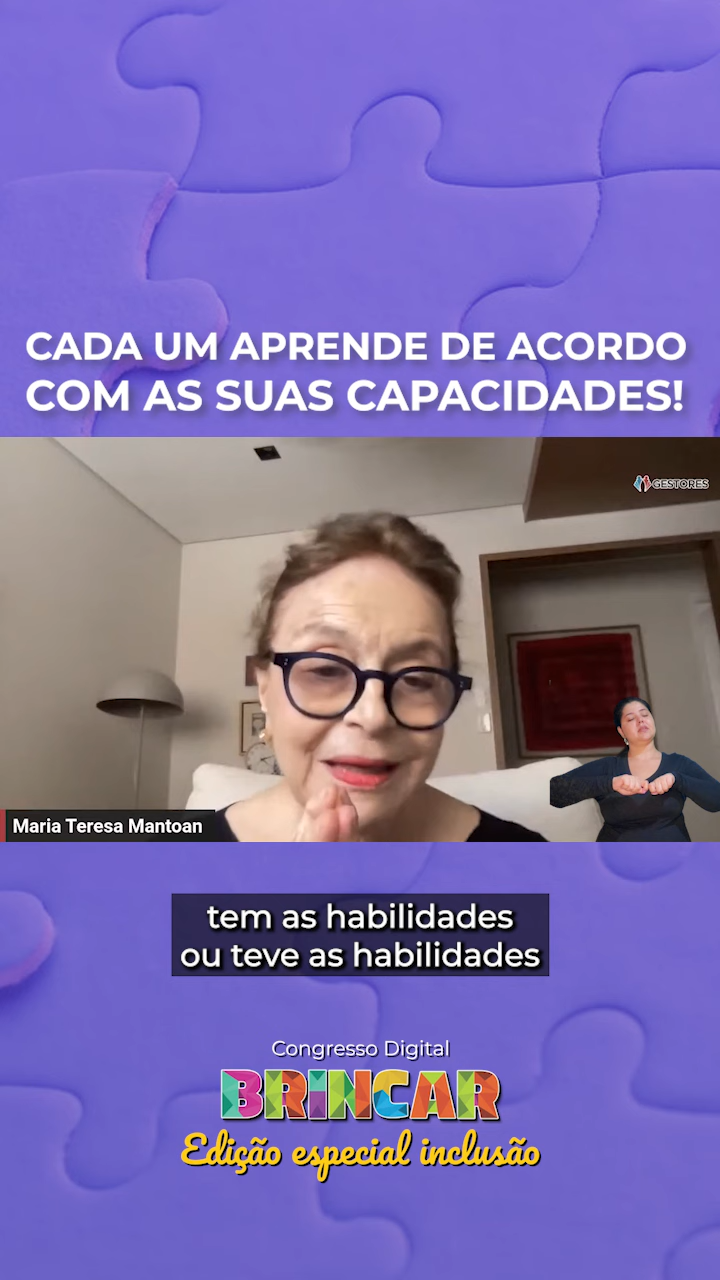 CADA UM APRENDE DE ACORDO
COM AS SUAS CAPACIDADES!
GESTORES
Maria Teresa Mantoan
tem as habilidades
ou teve as habilidades
Congresso Digital
BRINCAR
Edição especial inclusão